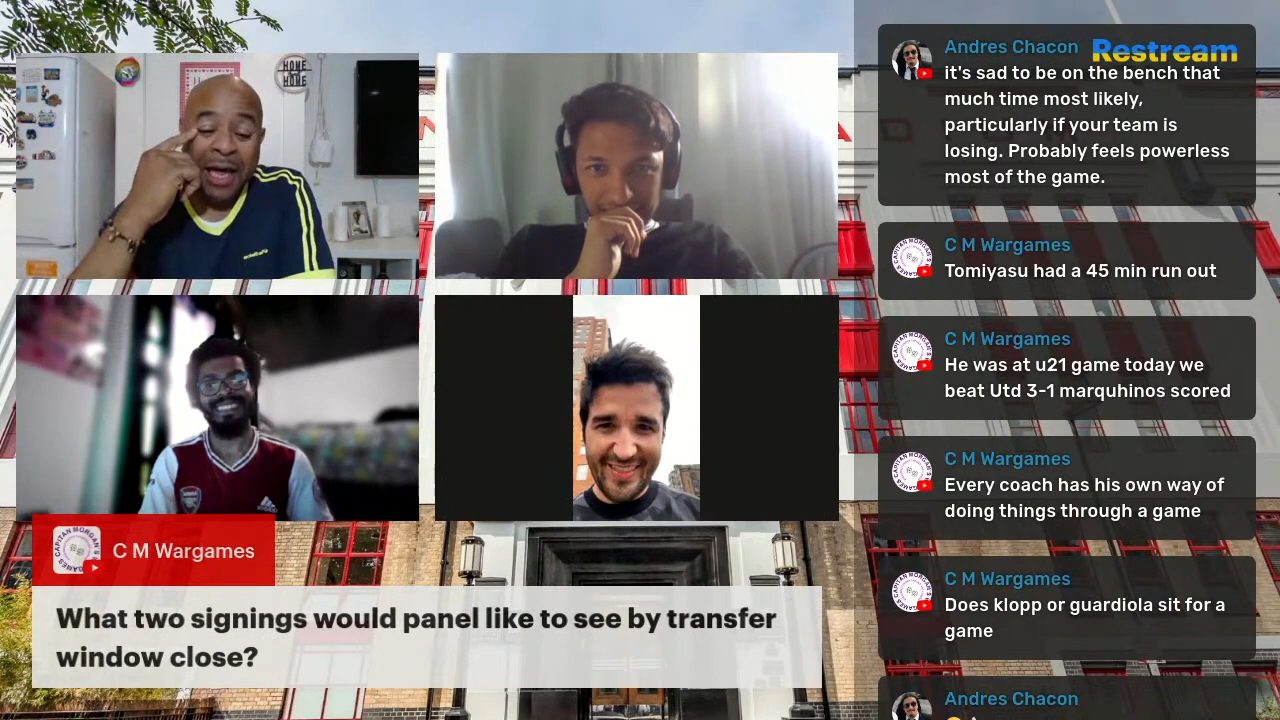 HOME
HOME
adidas
C M Wargames
What two signings would panel like to see by transfer
window close?
Restream
Andres Chacon
it's sad to be on the bench that
much time most likely,
particularly if your team is
losing. Probably feels powerless
most of the game.
C M Wargames
Tomiyasu had a 45 min run out
C M Wargames
He was at u21 game today we
beat Utd 3-1 marquhinos scored
C M Wargames
Every coach has his own way of
doing things through a game
C M Wargames
Does klopp or guardiola sit for a
game
Andres Chacon